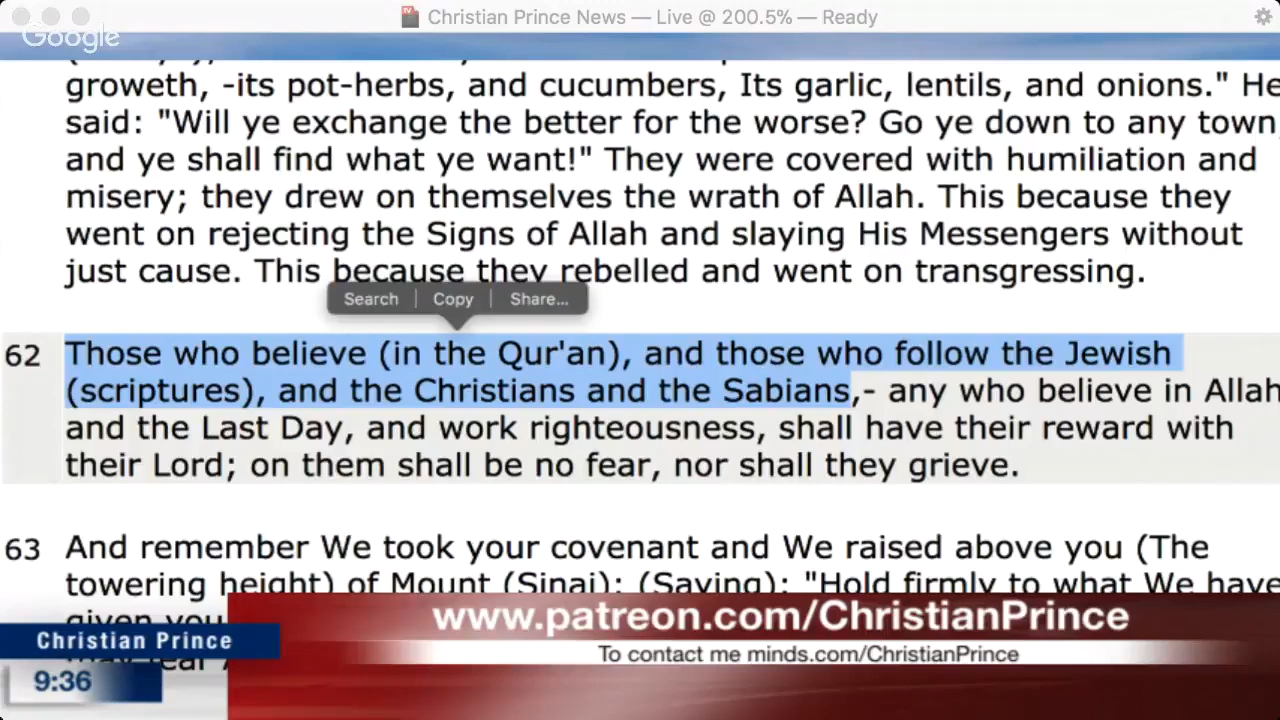 Christian Prince News — Live @ 200.5% — Ready
Google
groweth, -its pot-herbs, and cucumbers, Its garlic, lentils, and onions." He
said: "Will ye exchange the better for the worse? Go ye down to any town,
and ye shall find what ye want!" They were covered with humiliation and
misery; they drew on themselves the wrath of Allah. This because they
went on rejecting the Signs of Allah and slaying His Messengers without
just cause. This because they rebelled and went on transgressing.
Search Copy Share...
62 Those who believe (in the Qur'an), and those who follow the Jewish
(scriptures), and the Christians and the Sabians,- any who believe in Allah
and the Last Day, and work righteousness, shall have their reward with
their Lord; on them shall be no fear, nor shall they grieve.
63 And remember We took your covenant and We raised above you (The
towering height) of Mount (Sinai): (Saying): "Hold firmly to what We have
given you
www.patreon.com/ChristianPrince
Christian Prince
To contact me minds.com/ChristianPrince
9:36